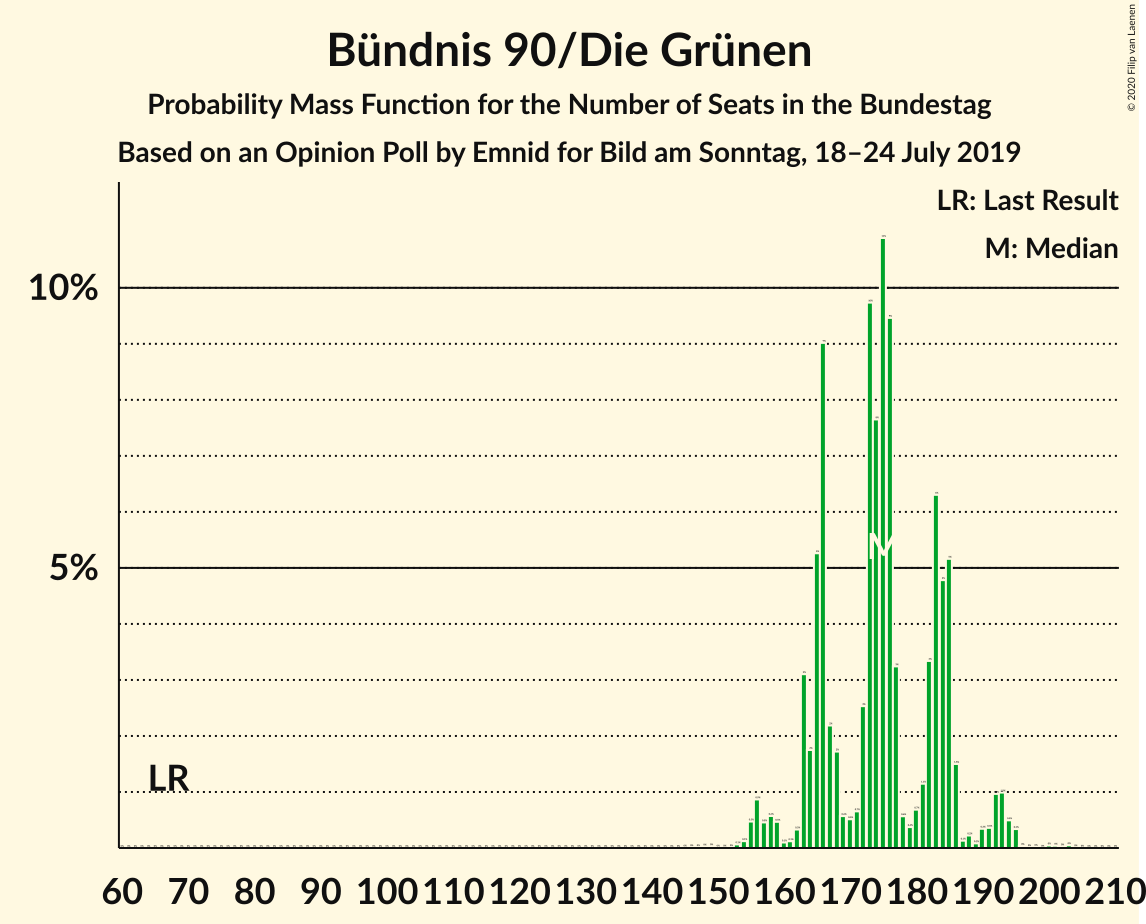 Bündnis 90/Die Grünen
Probability Mass Function for the Number of Seats in the Bundestag
Based on an Opinion Poll by Emnid for Bild am Sonntag, 18–24 July 2019
© 2020 Filip van Laenen
LR: Last Result
M: Median
10%
5%
M
LR
60 70 80 90 100 110 120 130 140 150 160 170 180 190 200 210